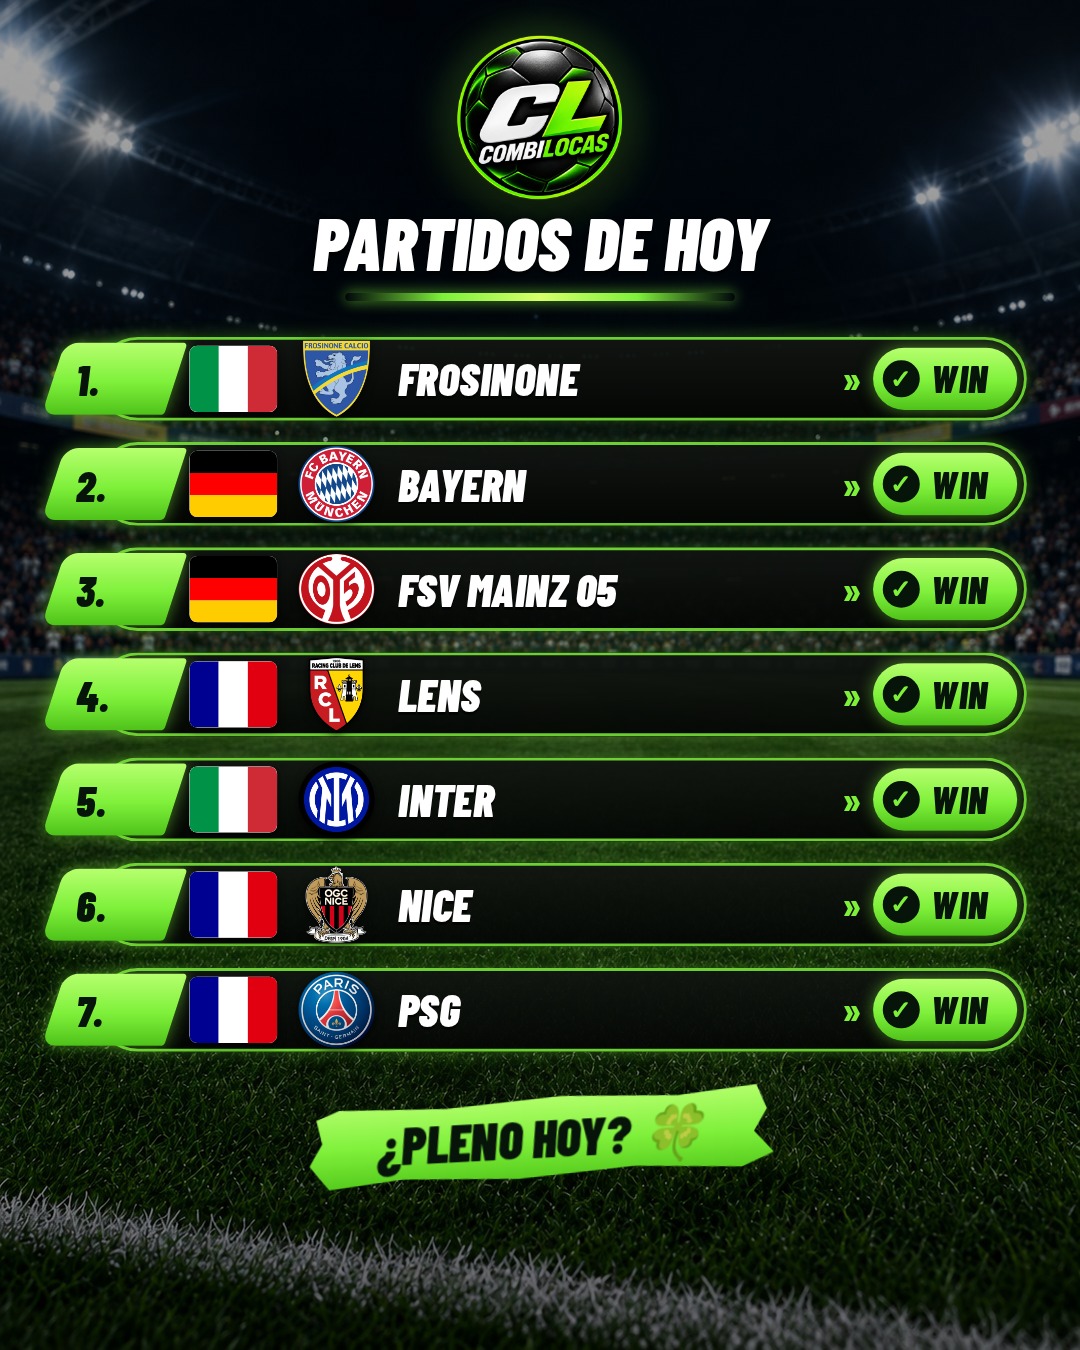 CL
COMBILOCAS
PARTIDOS DE HOY
1. FROSINONE CALCIO FROSINONE » ✓ WIN
2. FC BAYERN MÜNCHEN BAYERN » ✓ WIN
3. 05 FSV MAINZ 05 » ✓ WIN
4. RACING CLUB DE LENS RCL LENS » ✓ WIN
5. INTER » ✓ WIN
6. OGC NICE NICE » ✓ WIN
7. PARIS SAINT-GERMAIN PSG » ✓ WIN
¿PLENO HOY? 🍀